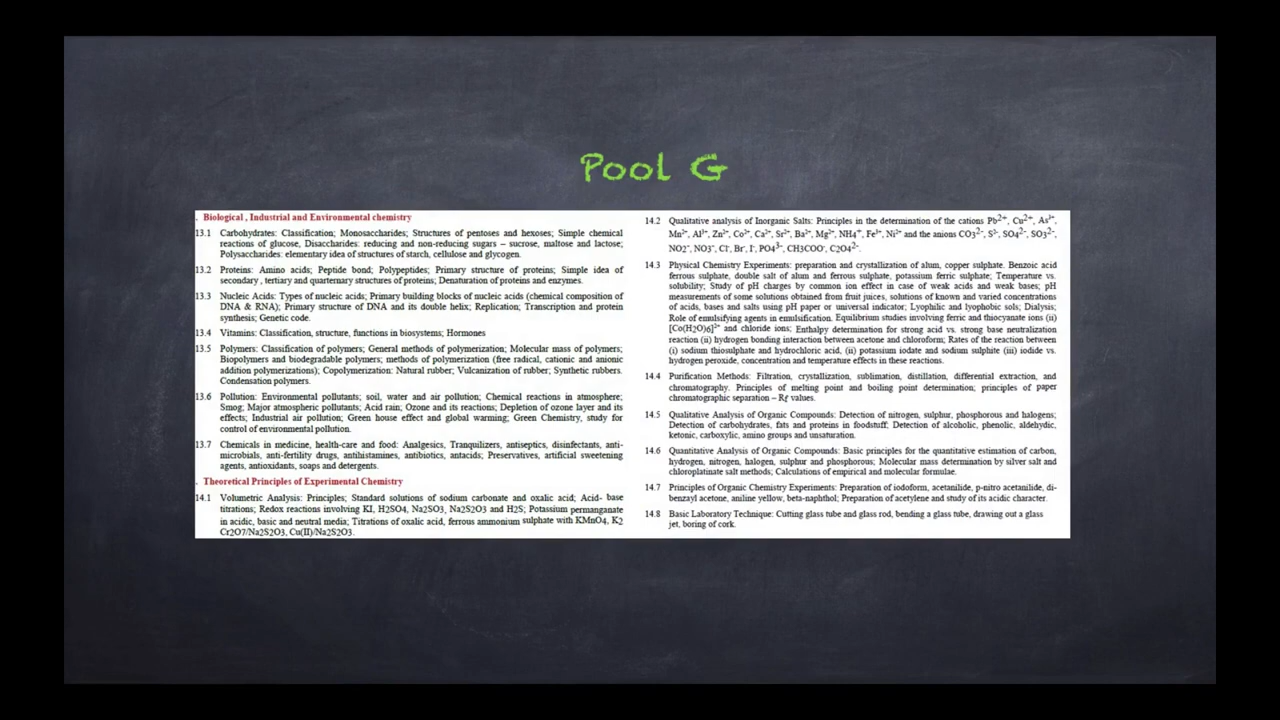 Pool G
. Biological , Industrial and Environmental chemistry
13.1 Carbohydrates: Classification; Monosaccharides; Structures of pentoses and hexoses; Simple chemical
reactions of glucose, Disaccharides: reducing and non-reducing sugars – sucrose, maltose and lactose;
Polysaccharides: elementary idea of structures of starch, cellulose and glycogen.
13.2 Proteins: Amino acids; Peptide bond; Polypeptides; Primary structure of proteins; Simple idea of
secondary , tertiary and quarternary structures of proteins; Denaturation of proteins and enzymes.
13.3 Nucleic Acids: Types of nucleic acids; Primary building blocks of nucleic acids (chemical composition of
DNA & RNA); Primary structure of DNA and its double helix; Replication; Transcription and protein
synthesis; Genetic code.
13.4 Vitamins: Classification, structure, functions in biosystems; Hormones
13.5 Polymers: Classification of polymers; General methods of polymerization; Molecular mass of polymers;
Biopolymers and biodegradable polymers; methods of polymerization (free radical, cationic and anionic
addition polymerizations); Copolymerization: Natural rubber; Vulcanization of rubber; Synthetic rubbers.
Condensation polymers.
13.6 Pollution: Environmental pollutants; soil, water and air pollution; Chemical reactions in atmosphere;
Smog; Major atmospheric pollutants; Acid rain; Ozone and its reactions; Depletion of ozone layer and its
effects; Industrial air pollution; Green house effect and global warming; Green Chemistry, study for
control of environmental pollution.
13.7 Chemicals in medicine, health-care and food: Analgesics, Tranquilizers, antiseptics, disinfectants, anti-
microbials, anti-fertility drugs, antihistamines, antibiotics, antacids; Preservatives, artificial sweetening
agents, antioxidants, soaps and detergents.
. Theoretical Principles of Experimental Chemistry
14.1 Volumetric Analysis: Principles; Standard solutions of sodium carbonate and oxalic acid; Acid- base
titrations; Redox reactions involving KI, H2SO4, Na2SO3, Na2S2O3 and H2S; Potassium permanganate
in acidic, basic and neutral media; Titrations of oxalic acid, ferrous ammonium sulphate with KMnO4, K2
Cr2O7/Na2S2O3, Cu(II)/Na2S2O3.
14.2 Qualitative analysis of Inorganic Salts: Principles in the determination of the cations Pb2+, Cu2+, As3+,
Mn2+, Al3+, Zn2+, Co2+, Ca2+, Sr2+, Ba2+, Mg2+, NH4+, Fe3+, Ni2+ and the anions CO32-, S2-, SO42-, SO32-,
NO2-, NO3-, Cl-, Br-, I-, PO43-, CH3COO-, C2O42-.
14.3 Physical Chemistry Experiments: preparation and crystallization of alum, copper sulphate. Benzoic acid
ferrous sulphate, double salt of alum and ferrous sulphate, potassium ferric sulphate; Temperature vs.
solubility; Study of pH charges by common ion effect in case of weak acids and weak bases; pH
measurements of some solutions obtained from fruit juices, solutions of known and varied concentrations
of acids, bases and salts using pH paper or universal indicator; Lyophilic and lyophobic sols; Dialysis;
Role of emulsifying agents in emulsification. Equilibrium studies involving ferric and thiocyanate ions (ii)
[Co(H2O)6]2+ and chloride ions; Enthalpy determination for strong acid vs. strong base neutralization
reaction (ii) hydrogen bonding interaction between acetone and chloroform; Rates of the reaction between
(i) sodium thiosulphate and hydrochloric acid, (ii) potassium iodate and sodium sulphite (iii) iodide vs.
hydrogen peroxide, concentration and temperature effects in these reactions.
14.4 Purification Methods: Filtration, crystallization, sublimation, distillation, differential extraction, and
chromatography. Principles of melting point and boiling point determination; principles of paper
chromatographic separation – Rf values.
14.5 Qualitative Analysis of Organic Compounds: Detection of nitrogen, sulphur, phosphorous and halogens;
Detection of carbohydrates, fats and proteins in foodstuff; Detection of alcoholic, phenolic, aldehydic,
ketonic, carboxylic, amino groups and unsaturation.
14.6 Quantitative Analysis of Organic Compounds: Basic principles for the quantitative estimation of carbon,
hydrogen, nitrogen, halogen, sulphur and phosphorous; Molecular mass determination by silver salt and
chloroplatinate salt methods; Calculations of empirical and molecular formulae.
14.7 Principles of Organic Chemistry Experiments: Preparation of iodoform, acetanilide, p-nitro acetanilide, di-
benzayl acetone, aniline yellow, beta-naphthol; Preparation of acetylene and study of its acidic character.
14.8 Basic Laboratory Technique: Cutting glass tube and glass rod, bending a glass tube, drawing out a glass
jet, boring of cork.